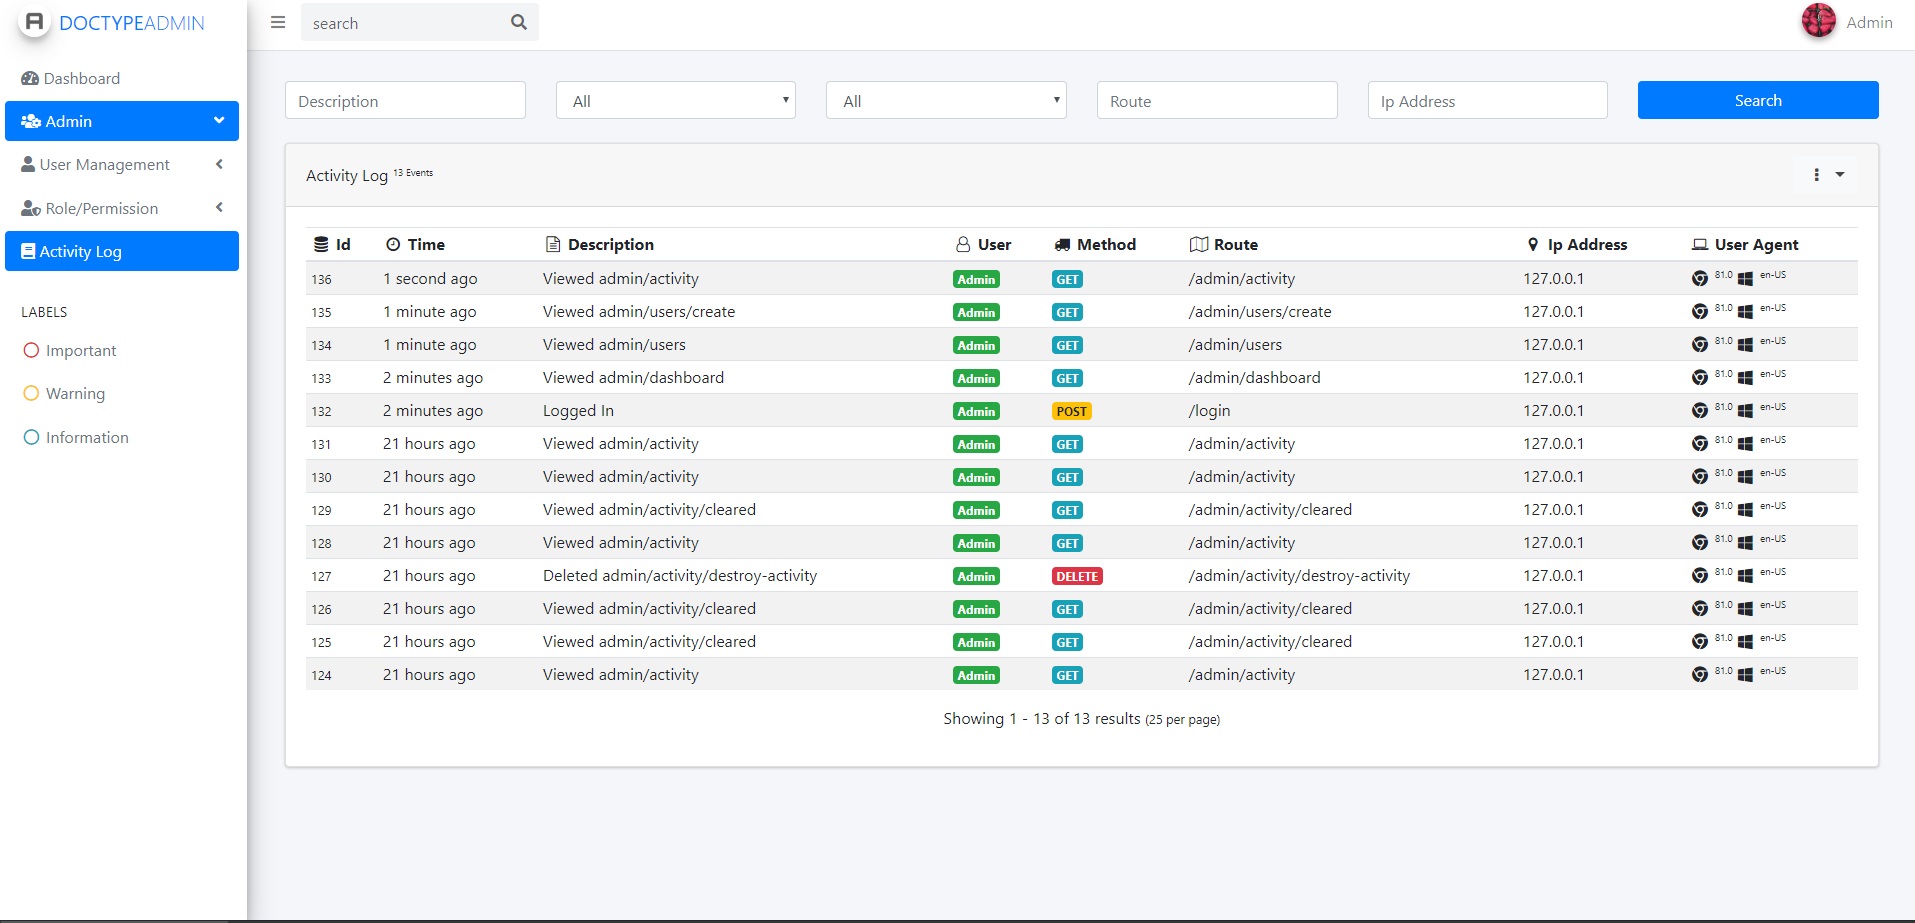 DOCTYPEADMIN
search
Admin
Dashboard
Admin
User Management
Role/Permission
Activity Log
LABELS
Important
Warning
Information
Description All All Route Ip Address Search
Activity Log 13 Events
Id Time Description User Method Route Ip Address User Agent
136 1 second ago Viewed admin/activity Admin GET /admin/activity 127.0.0.1 81.0 en-US
135 1 minute ago Viewed admin/users/create Admin GET /admin/users/create 127.0.0.1 81.0 en-US
134 1 minute ago Viewed admin/users Admin GET /admin/users 127.0.0.1 81.0 en-US
133 2 minutes ago Viewed admin/dashboard Admin GET /admin/dashboard 127.0.0.1 81.0 en-US
132 2 minutes ago Logged In Admin POST /login 127.0.0.1 81.0 en-US
131 21 hours ago Viewed admin/activity Admin GET /admin/activity 127.0.0.1 81.0 en-US
130 21 hours ago Viewed admin/activity Admin GET /admin/activity 127.0.0.1 81.0 en-US
129 21 hours ago Viewed admin/activity/cleared Admin GET /admin/activity/cleared 127.0.0.1 81.0 en-US
128 21 hours ago Viewed admin/activity Admin GET /admin/activity 127.0.0.1 81.0 en-US
127 21 hours ago Deleted admin/activity/destroy-activity Admin DELETE /admin/activity/destroy-activity 127.0.0.1 81.0 en-US
126 21 hours ago Viewed admin/activity/cleared Admin GET /admin/activity/cleared 127.0.0.1 81.0 en-US
125 21 hours ago Viewed admin/activity/cleared Admin GET /admin/activity/cleared 127.0.0.1 81.0 en-US
124 21 hours ago Viewed admin/activity Admin GET /admin/activity 127.0.0.1 81.0 en-US
Showing 1 - 13 of 13 results (25 per page)